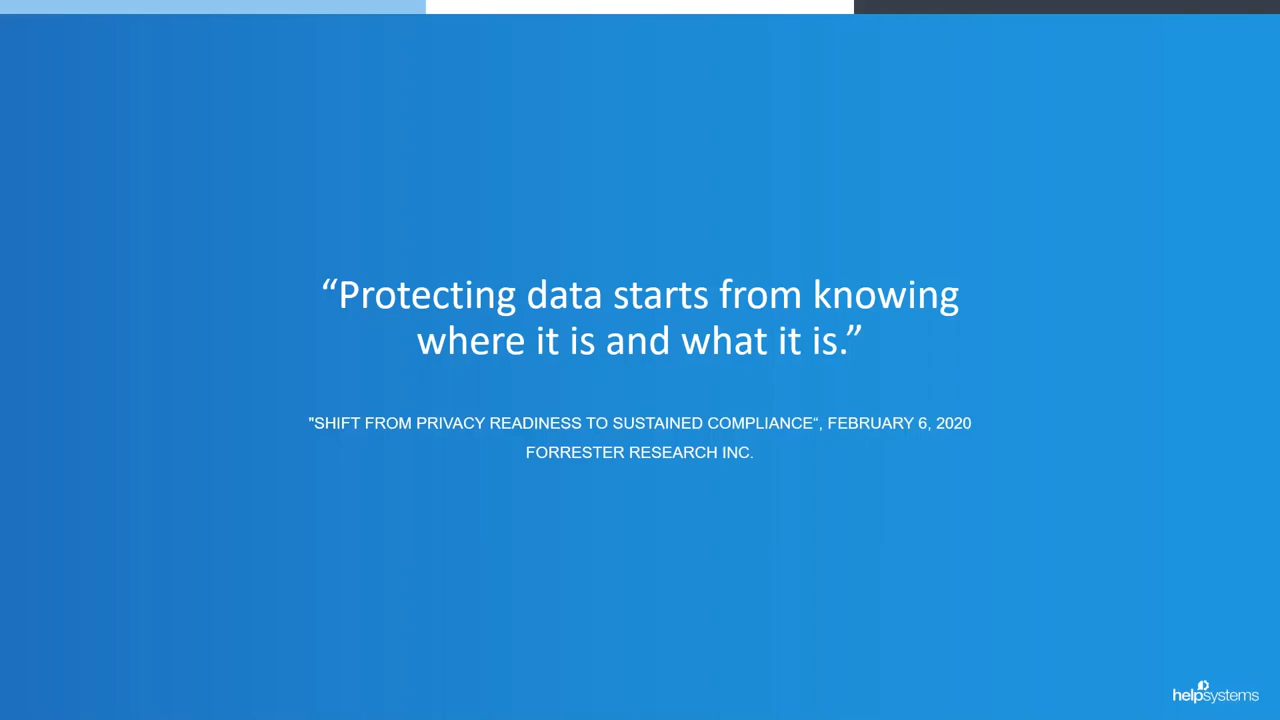 “Protecting data starts from knowing
where it is and what it is.”
"SHIFT FROM PRIVACY READINESS TO SUSTAINED COMPLIANCE“, FEBRUARY 6, 2020
FORRESTER RESEARCH INC.
helpsystems